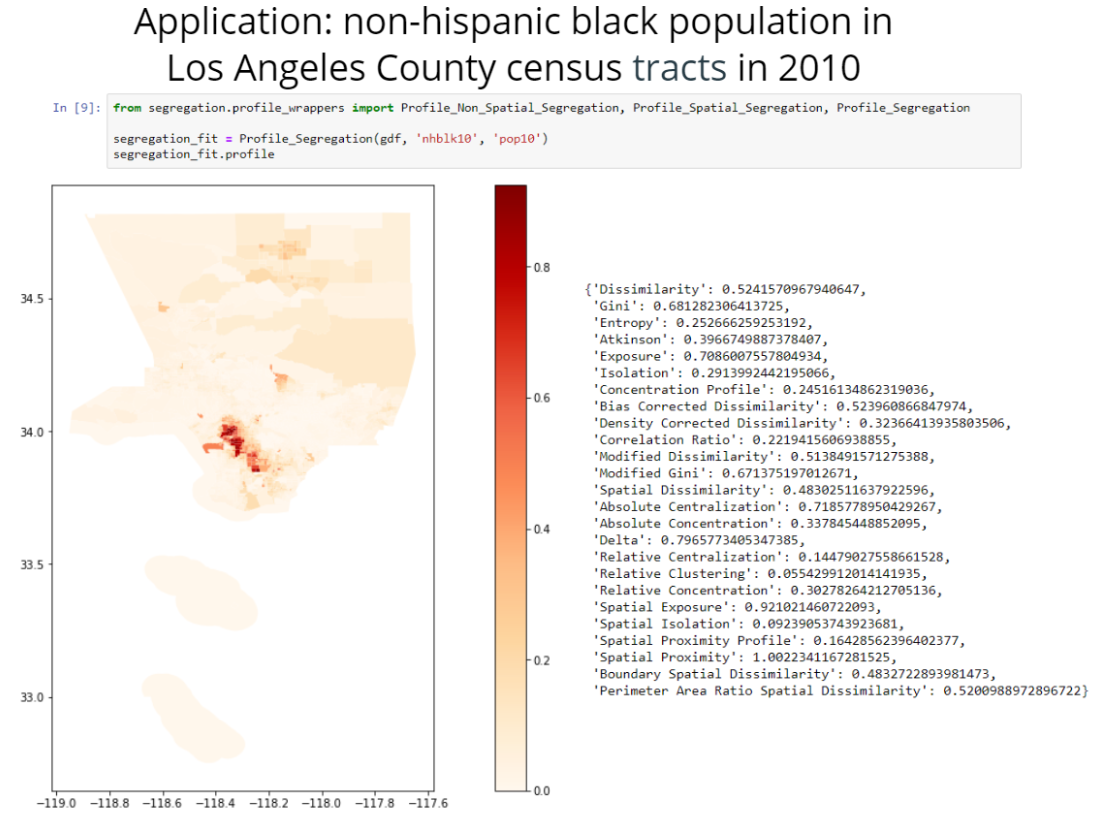 Application: non-hispanic black population in
Los Angeles County census tracts in 2010
In [9]: from segregation.profile_wrappers import Profile_Non_Spatial_Segregation, Profile_Spatial_Segregation, Profile_Segregation
segregation_fit = Profile_Segregation(gdf, 'nhblk10', 'pop10')
segregation_fit.profile
34.5
34.0
33.5
33.0
−119.0 −118.8 −118.6 −118.4 −118.2 −118.0 −117.8 −117.6
0.8
0.6
0.4
0.2
0.0
{'Dissimilarity': 0.5241570967940647,
'Gini': 0.681282306413725,
'Entropy': 0.252666259253192,
'Atkinson': 0.3966749887378407,
'Exposure': 0.7086007557804934,
'Isolation': 0.2913992442195066,
'Concentration Profile': 0.24516134862319036,
'Bias Corrected Dissimilarity': 0.523960866847974,
'Density Corrected Dissimilarity': 0.32366413935803506,
'Correlation Ratio': 0.2219415606938855,
'Modified Dissimilarity': 0.5138491571275388,
'Modified Gini': 0.671375197012671,
'Spatial Dissimilarity': 0.48302511637922596,
'Absolute Centralization': 0.7185778950429267,
'Absolute Concentration': 0.337845448852095,
'Delta': 0.7965773405347385,
'Relative Centralization': 0.14479027558661528,
'Relative Clustering': 0.055429912014141935,
'Relative Concentration': 0.30278264212705136,
'Spatial Exposure': 0.921021460722093,
'Spatial Isolation': 0.09239053743923681,
'Spatial Proximity Profile': 0.16428562396402377,
'Spatial Proximity': 1.0022341167281525,
'Boundary Spatial Dissimilarity': 0.4832722893981473,
'Perimeter Area Ratio Spatial Dissimilarity': 0.5200988972896722}